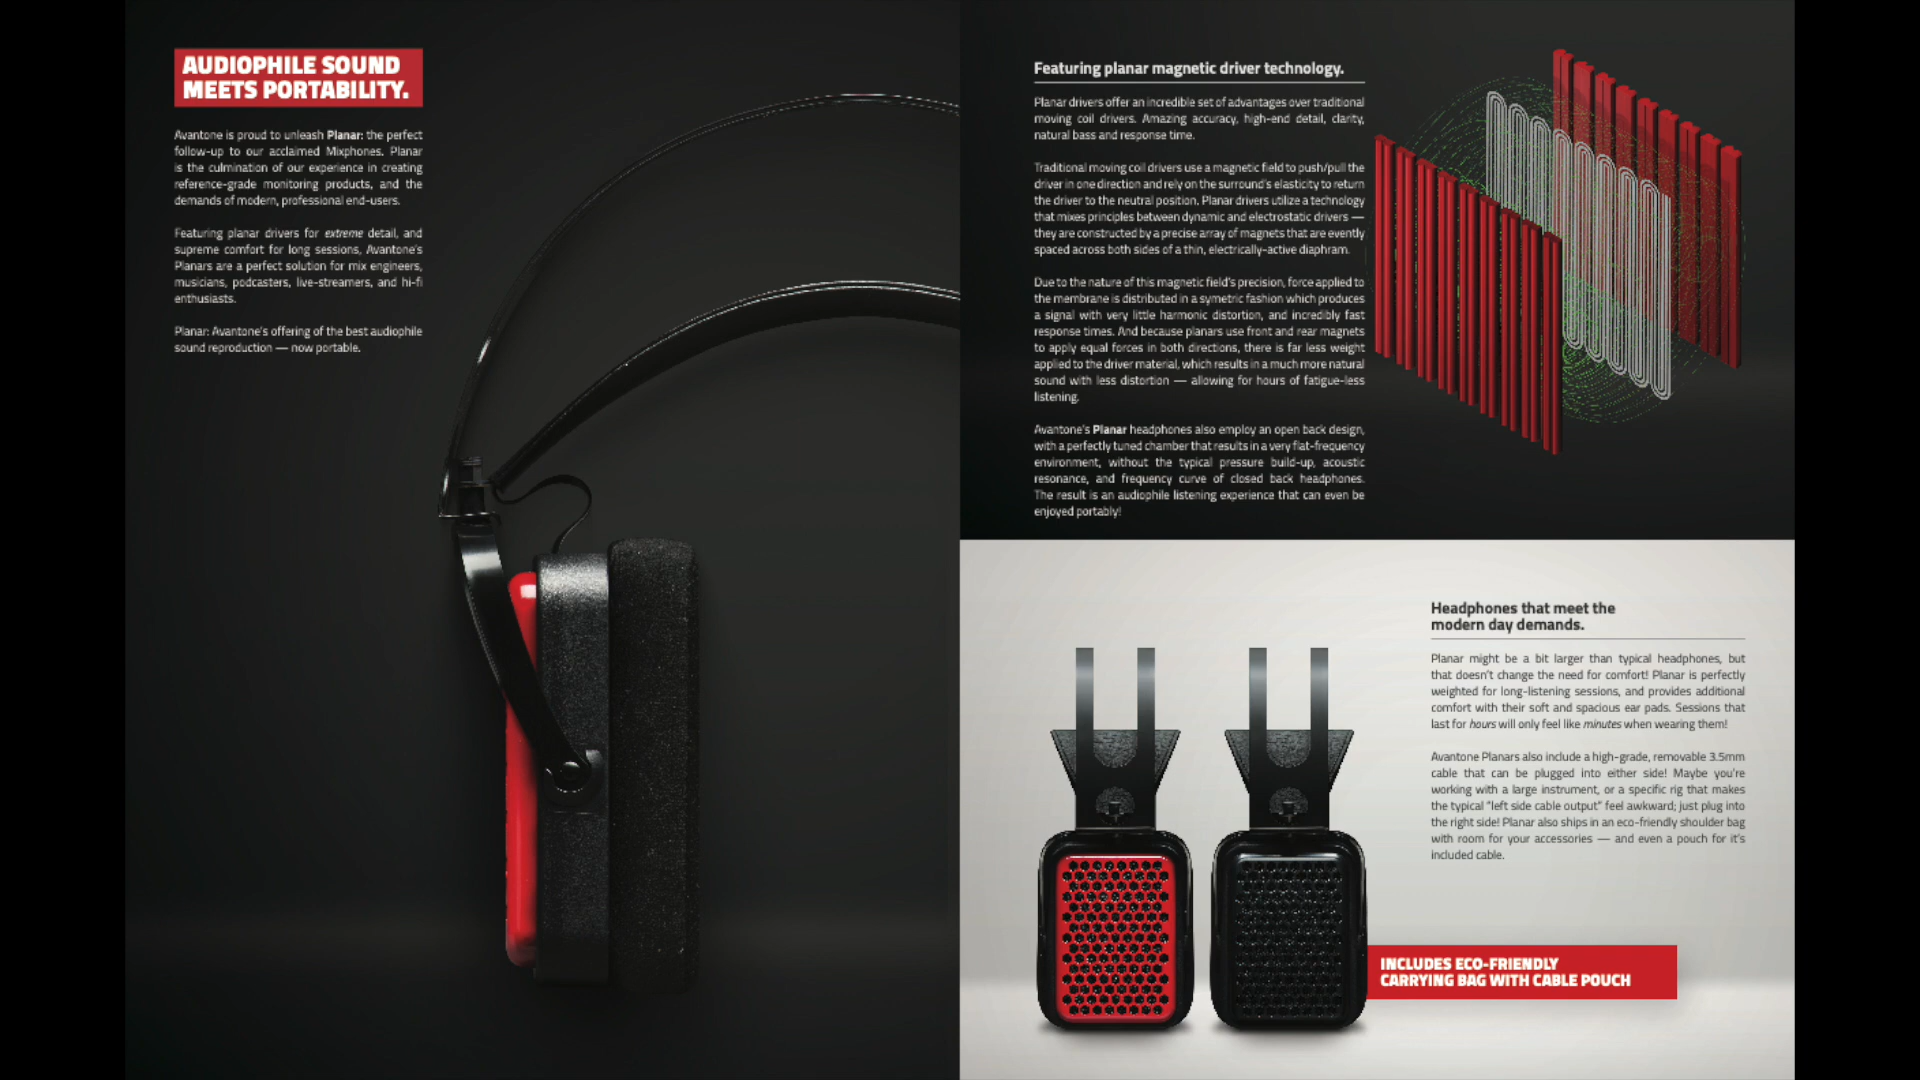 AUDIOPHILE SOUND
MEETS PORTABILITY.
Avantone is proud to unleash Planar: the perfect
follow-up to our acclaimed Mixphones. Planar
is the culmination of our experience in creating
reference-grade monitoring products, and the
demands of modern, professional end-users.
Featuring planar drivers for extreme detail, and
supreme comfort for long sessions, Avantone's
Planars are a perfect solution for mix engineers,
musicians, podcasters, live-streamers, and hi-fi
enthusiasts.
Planar: Avantone's offering of the best audiophile
sound reproduction — now portable.
Featuring planar magnetic driver technology.
Planar drivers offer an incredible set of advantages over traditional
moving coil drivers. Amazing accuracy, high-end detail, clarity,
natural bass and response time.
Traditional moving coil drivers use a magnetic field to push/pull the
driver in one direction and rely on the surround's elasticity to return
the driver to the neutral position. Planar drivers utilize a technology
that mixes principles between dynamic and electrostatic drivers —
they are constructed by a precise array of magnets that are evently
spaced across both sides of a thin, electrically-active diaphram.
Due to the nature of this magnetic field's precision, force applied to
the membrane is distributed in a symetric fashion which produces
a signal with very little harmonic distortion, and incredibly fast
response times. And because planars use front and rear magnets
to apply equal forces in both directions, there is far less weight
applied to the driver material, which results in a much more natural
sound with less distortion — allowing for hours of fatigue-less
listening.
Avantone's Planar headphones also employ an open back design,
with a perfectly tuned chamber that results in a very flat-frequency
environment, without the typical pressure build-up, acoustic
resonance, and frequency curve of closed back headphones.
The result is an audiophile listening experience that can even be
enjoyed portably!
Headphones that meet the
modern day demands.
Planar might be a bit larger than typical headphones, but
that doesn't change the need for comfort! Planar is perfectly
weighted for long-listening sessions, and provides additional
comfort with their soft and spacious ear pads. Sessions that
last for hours will only feel like minutes when wearing them!
Avantone Planars also include a high-grade, removable 3.5mm
cable that can be plugged into either side! Maybe you're
working with a large instrument, or a specific rig that makes
the typical "left side cable output" feel awkward; just plug into
the right side! Planar also ships in an eco-friendly shoulder bag
with room for your accessories — and even a pouch for it's
included cable.
INCLUDES ECO-FRIENDLY
CARRYING BAG WITH CABLE POUCH